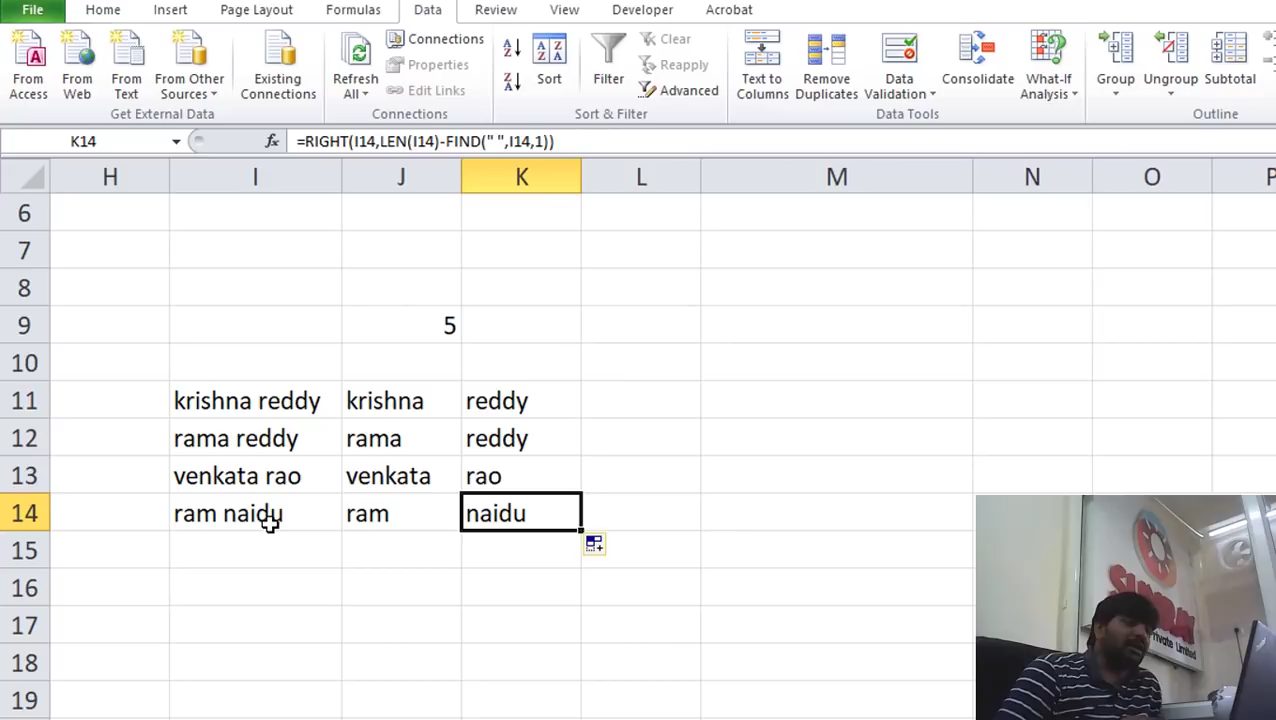 File Home Insert Page Layout Formulas Data Review View Developer Acrobat
From Access
From Web
From Text
From Other Sources
Existing Connections
Get External Data
Refresh All
Connections
Properties
Edit Links
Connections
Sort
Filter
Clear
Reapply
Advanced
Sort & Filter
Text to Columns
Remove Duplicates
Data Validation
Consolidate
What-If Analysis
Data Tools
Group
Ungroup
Subtotal
Outline
K14 fx =RIGHT(I14,LEN(I14)-FIND(" ",I14,1))
H I J K L M N O P
6
7
8
9 5
10
11 krishna reddy krishna reddy
12 rama reddy rama reddy
13 venkata rao venkata rao
14 ram naidu ram naidu
15
16
17
18
19
Private Limited